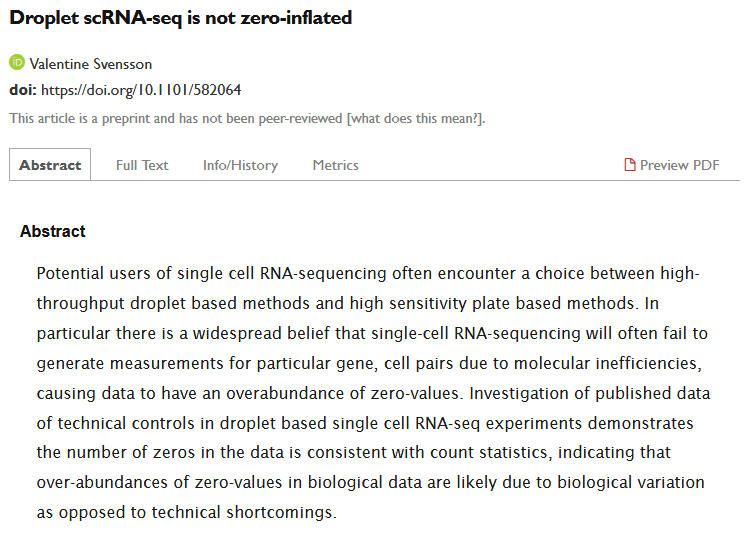 Droplet scRNA-seq is not zero-inflated
iD Valentine Svensson
doi: https://doi.org/10.1101/582064
This article is a preprint and has not been peer-reviewed [what does this mean?].
Abstract Full Text Info/History Metrics Preview PDF
Abstract
Potential users of single cell RNA-sequencing often encounter a choice between high-
throughput droplet based methods and high sensitivity plate based methods. In
particular there is a widespread belief that single-cell RNA-sequencing will often fail to
generate measurements for particular gene, cell pairs due to molecular inefficiencies,
causing data to have an overabundance of zero-values. Investigation of published data
of technical controls in droplet based single cell RNA-seq experiments demonstrates
the number of zeros in the data is consistent with count statistics, indicating that
over-abundances of zero-values in biological data are likely due to biological variation
as opposed to technical shortcomings.